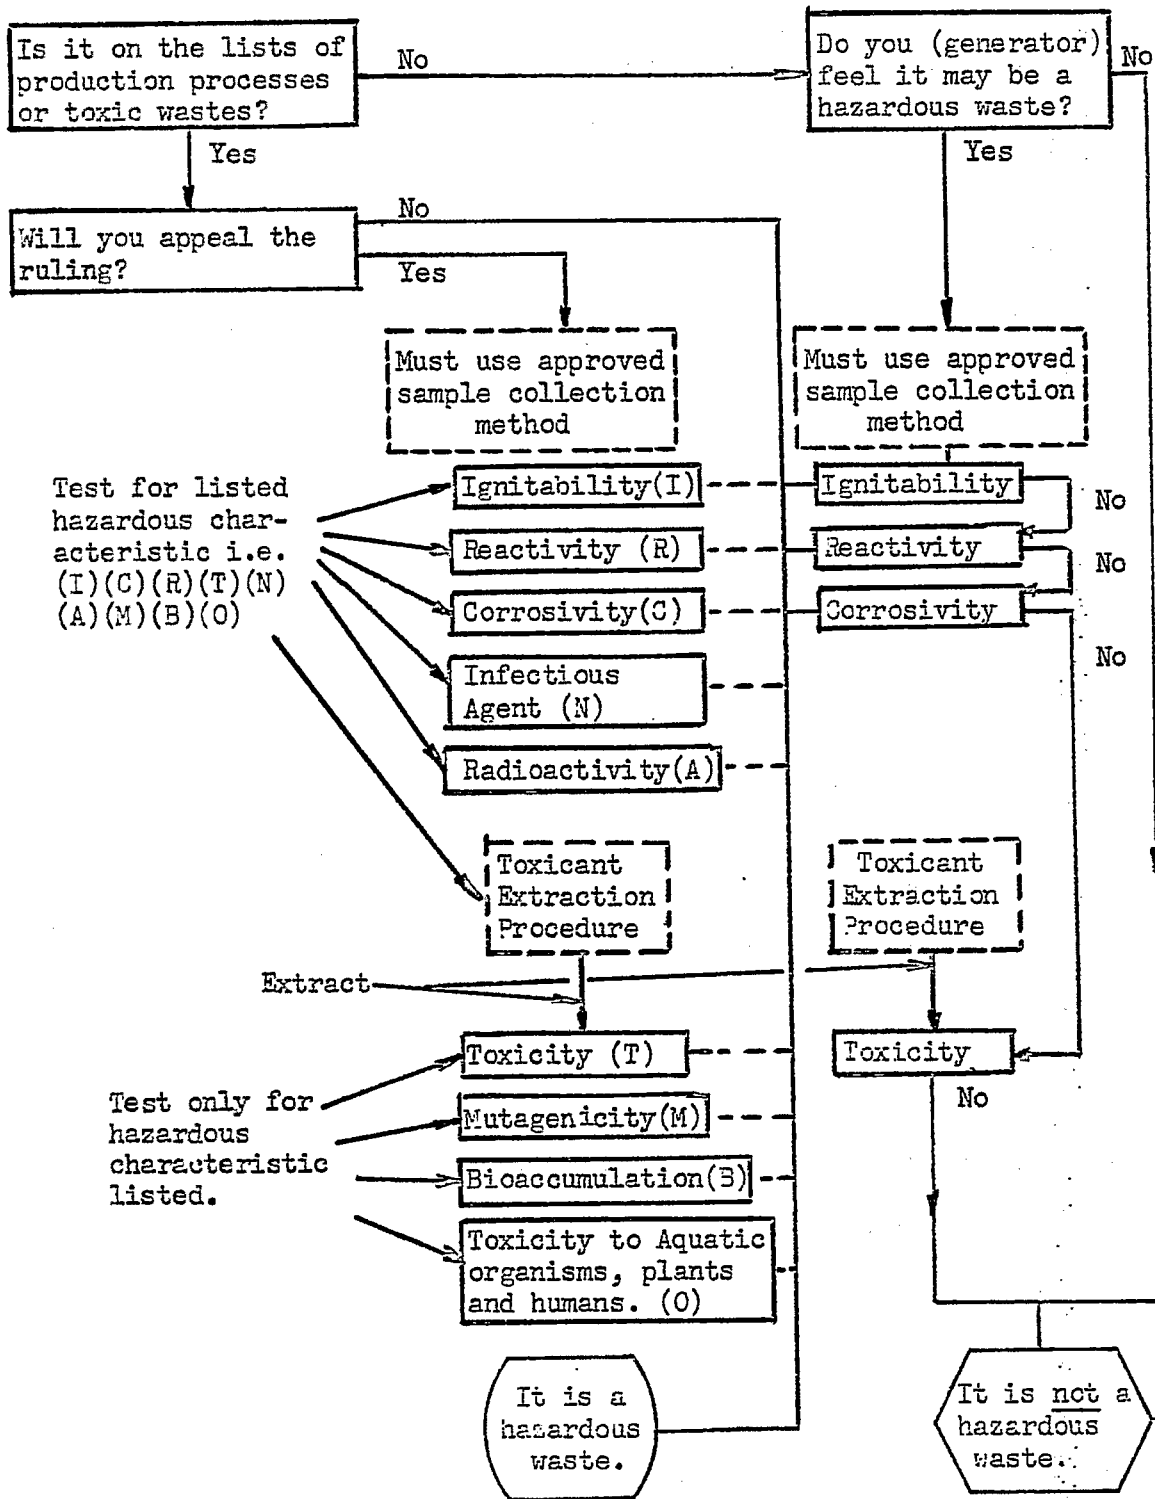 Is it on the lists of
production processes
or toxic wastes?
No
Do you (generator)
feel it may be a
hazardous waste?
No
Yes
Yes
Will you appeal the
ruling?
No
Yes
Must use approved
sample collection
method
Must use approved
sample collection
method
Test for listed
hazardous char-
acteristic i.e.
(I)(C)(R)(T)(N)
(A)(M)(B)(O)
Ignitability(I)
Ignitability
No
Reactivity (R)
Reactivity
No
Corrosivity(C)
Corrosivity
No
Infectious
Agent (N)
Radioactivity(A)
Toxicant
Extraction
Procedure
Toxicant
Extraction
Procedure
Extract
Toxicity (T)
Toxicity
No
Test only for
hazardous
characteristic
listed.
Mutagenicity(M)
Bioaccumulation(B)
Toxicity to Aquatic
organisms, plants
and humans. (O)
It is a
hazardous
waste.
It is not a
hazardous
waste.